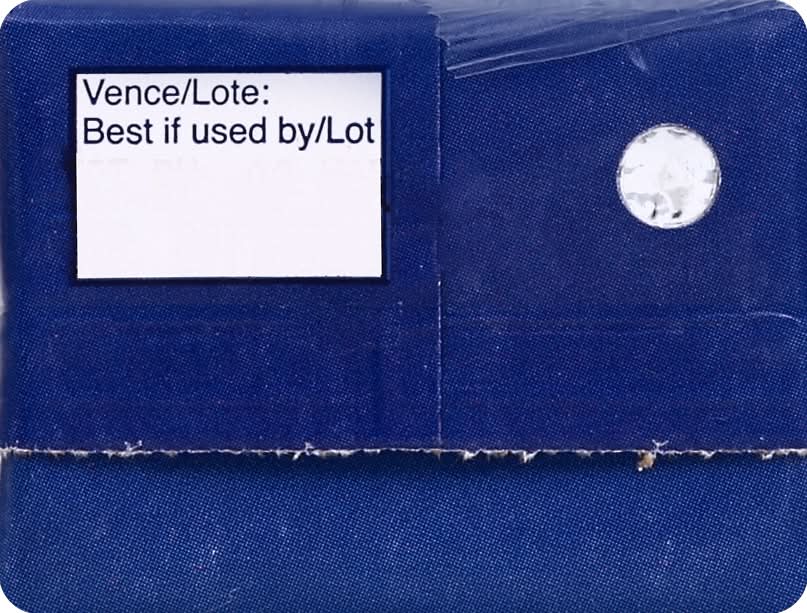 Vence/Lote:
Best if used by/Lot